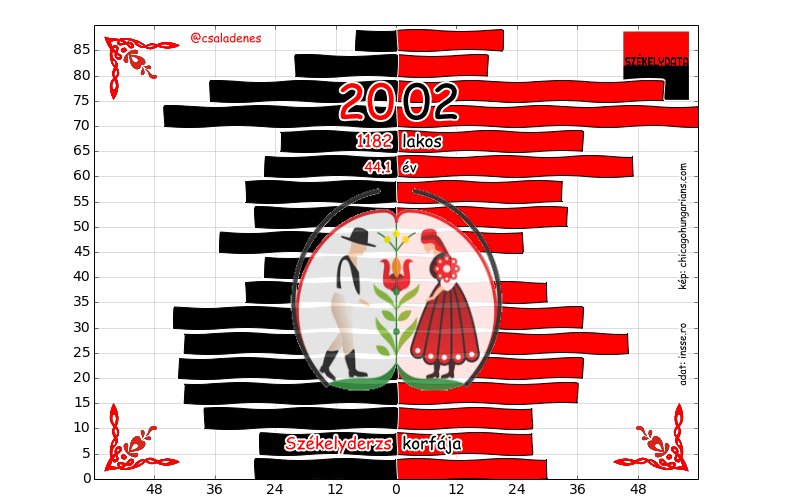 @csaladenes
SZÉKELYDATA
2002
1182 lakos
44.1 év
kép: chicagohungarians.com
adat: insse.ro
Székelyderzs korfája
85
80
75
70
65
60
55
50
45
40
35
30
25
20
15
10
5
0
48 36 24 12 0 12 24 36 48